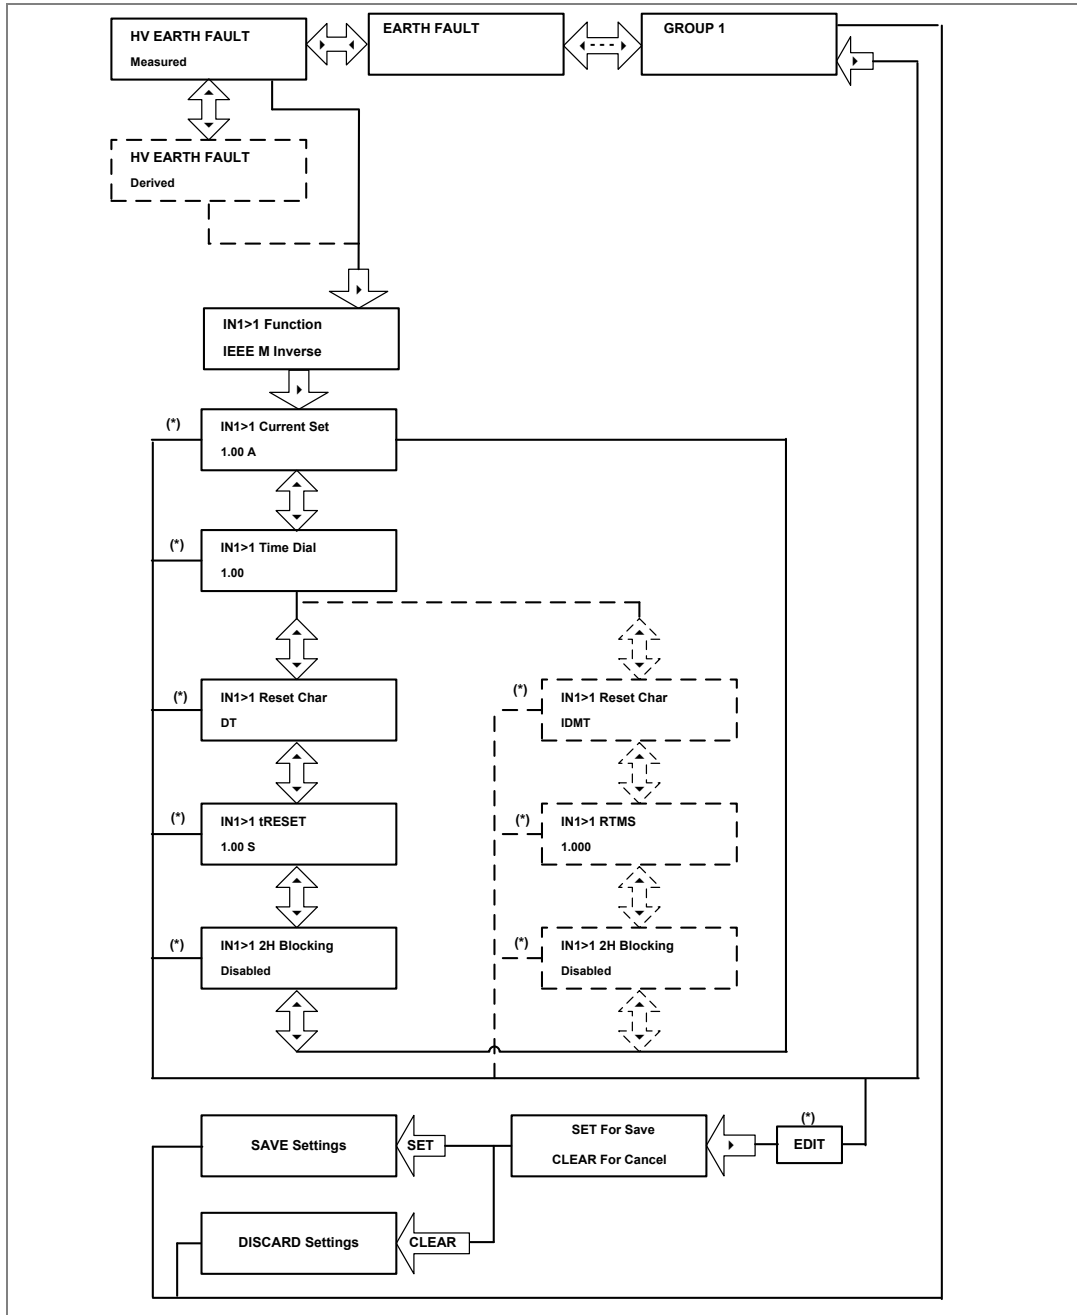 HV EARTH FAULT
Measured
EARTH FAULT
GROUP 1
HV EARTH FAULT
Derived
IN1>1 Function
IEEE M Inverse
(*)
IN1>1 Current Set
1.00 A
(*)
IN1>1 Time Dial
1.00
(*)
IN1>1 Reset Char
DT
(*)
IN1>1 Reset Char
IDMT
(*)
IN1>1 tRESET
1.00 S
(*)
IN1>1 RTMS
1.000
(*)
IN1>1 2H Blocking
Disabled
(*)
IN1>1 2H Blocking
Disabled
SAVE Settings
SET
SET For Save
CLEAR For Cancel
(*)
EDIT
DISCARD Settings
CLEAR